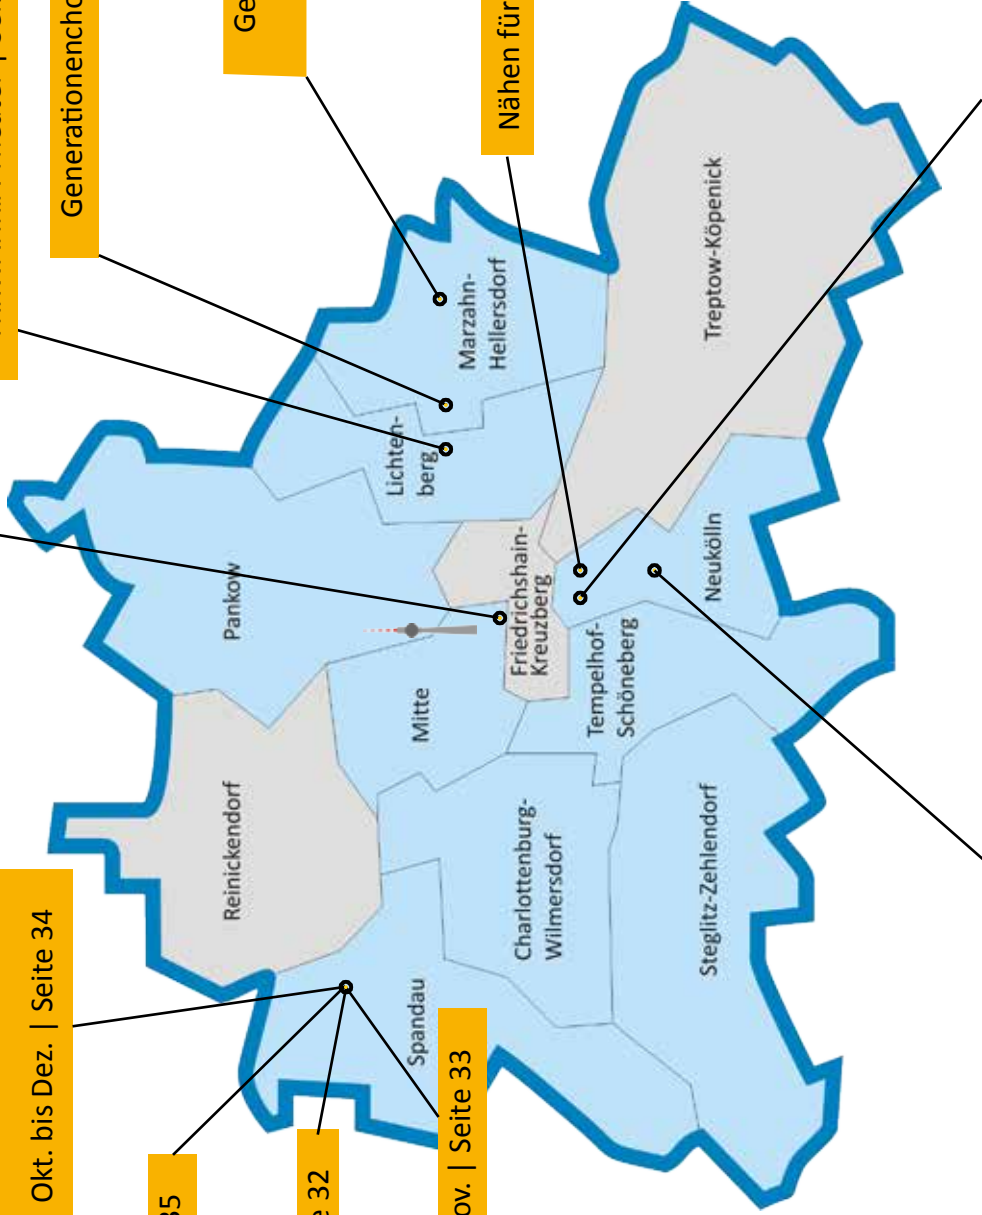 Okt. bis Dez. | Seite 34
35
32
ov. | Seite 33
Generationencho
Ge
Nähen für
Reinickendorf
Pankow
Lichten-
berg
Marzahn-
Hellersdorf
Spandau
Mitte
Charlottenburg-
Wilmersdorf
Friedrichshain-
Kreuzberg
Tempelhof-
Schöneberg
Steglitz-Zehlendorf
Neukölln
Treptow-Köpenick